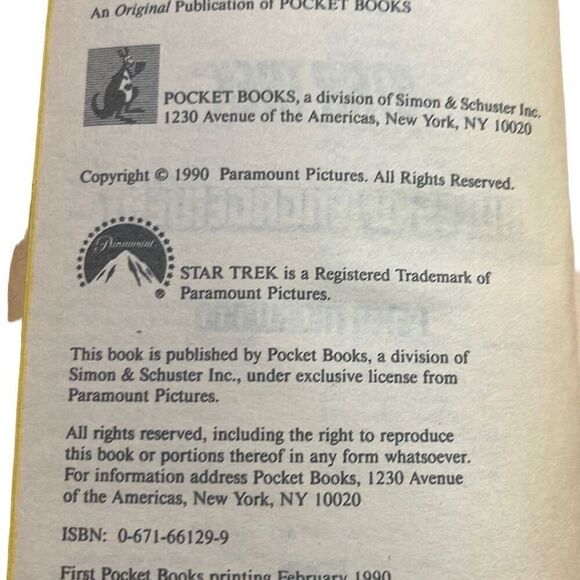 An Original Publication of POCKET BOOKS
POCKET BOOKS, a division of Simon & Schuster Inc.
1230 Avenue of the Americas, New York, NY 10020
Copyright © 1990 Paramount Pictures. All Rights Reserved.
Paramount
®
STAR TREK is a Registered Trademark of
Paramount Pictures.
This book is published by Pocket Books, a division of
Simon & Schuster Inc., under exclusive license from
Paramount Pictures.
All rights reserved, including the right to reproduce
this book or portions thereof in any form whatsoever.
For information address Pocket Books, 1230 Avenue
of the Americas, New York, NY 10020
ISBN: 0-671-66129-9
First Pocket Books printing February 1990